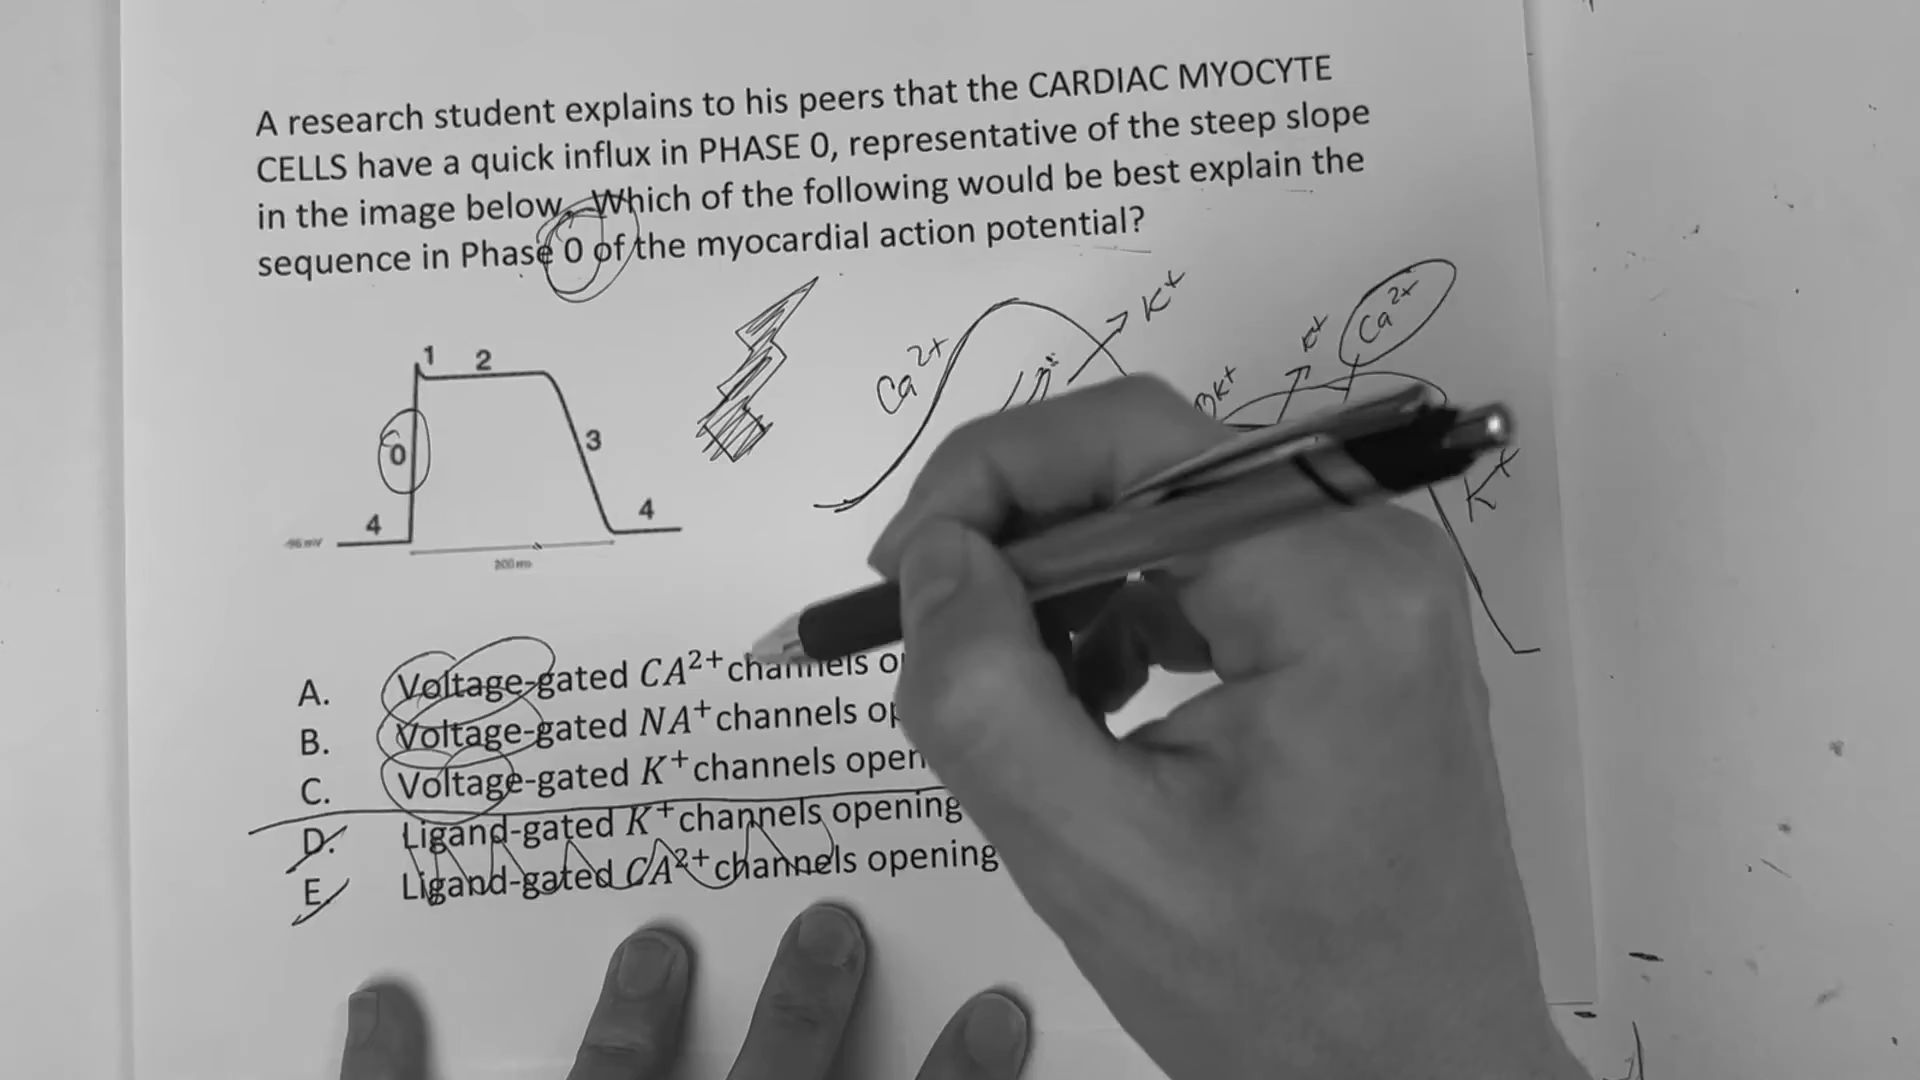 A research student explains to his peers that the CARDIAC MYOCYTE
CELLS have a quick influx in PHASE 0, representative of the steep slope
in the image below. Which of the following would be best explain the
sequence in Phase 0 of the myocardial action potential?
1 2
0
3
4
4
200 ms
Ca2+
K+
K+
Ca2+
K+
A. Voltage-gated CA2+ channels
B. Voltage-gated NA+ channels
C. Voltage-gated K+ channels open
D. Ligand-gated K+ channels opening
E. Ligand-gated CA2+ channels opening